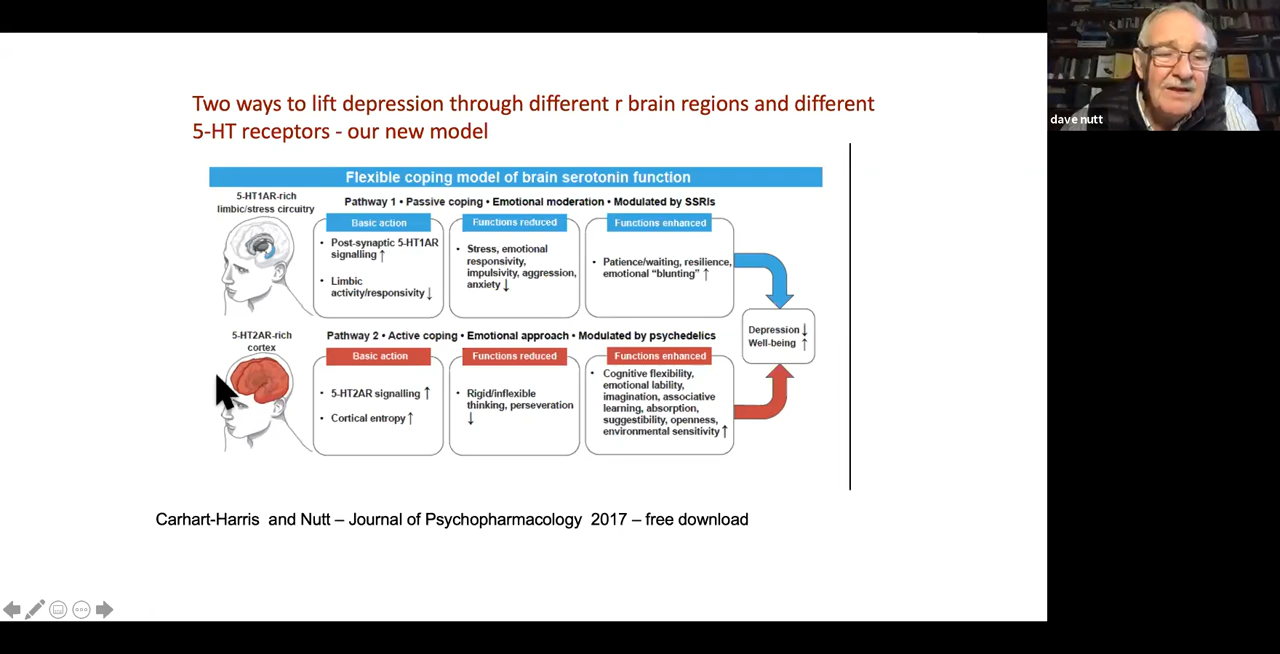 dave nutt
Two ways to lift depression through different r brain regions and different
5-HT receptors - our new model
Flexible coping model of brain serotonin function
5-HT1AR-rich
limbic/stress circuitry
Pathway 1 • Passive coping • Emotional moderation • Modulated by SSRIs
Basic action
• Post-synaptic 5-HT1AR
signalling ↑
• Limbic
activity/responsivity ↓
Functions reduced
• Stress, emotional
responsivity,
impulsivity, aggression,
anxiety ↓
Functions enhanced
• Patience/waiting, resilience,
emotional “blunting” ↑
5-HT2AR-rich
cortex
Pathway 2 • Active coping • Emotional approach • Modulated by psychedelics
Basic action
• 5-HT2AR signalling ↑
• Cortical entropy ↑
Functions reduced
• Rigid/inflexible
thinking, perseveration
↓
Functions enhanced
• Cognitive flexibility,
emotional lability,
imagination, associative
learning, absorption,
suggestibility, openness,
environmental sensitivity ↑
Depression ↓
Well-being ↑
Carhart-Harris and Nutt – Journal of Psychopharmacology 2017 – free download